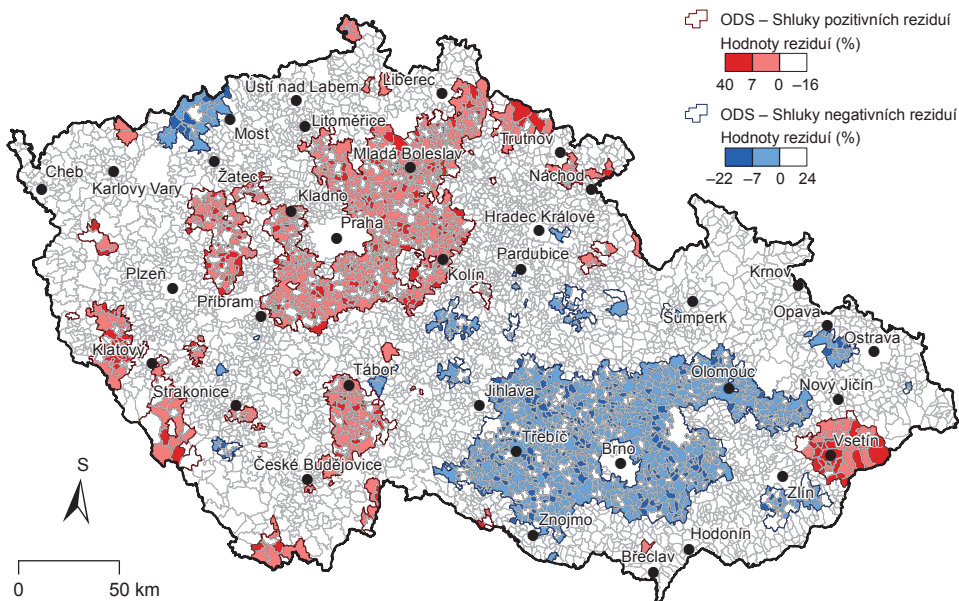 ODS – Shluky pozitivních reziduí
Hodnoty reziduí (%)
40 7 0 –16
ODS – Shluky negativních reziduí
Hodnoty reziduí (%)
–22 –7 0 24
Liberec
Ústí nad Labem
Most
Litoměřice
Trutnov
Mladá Boleslav
Cheb
Karlovy Vary
Žatec
Náchod
Kladno
Praha
Hradec Králové
Pardubice
Kolín
Plzeň
Příbram
Krnov
Šumperk
Opava
Ostrava
Klatovy
Tábor
Strakonice
Jihlava
Olomouc
Nový Jičín
Třebíč
Brno
Vsetín
České Budějovice
Zlín
Znojmo
Hodonín
Břeclav
S
0 50 km